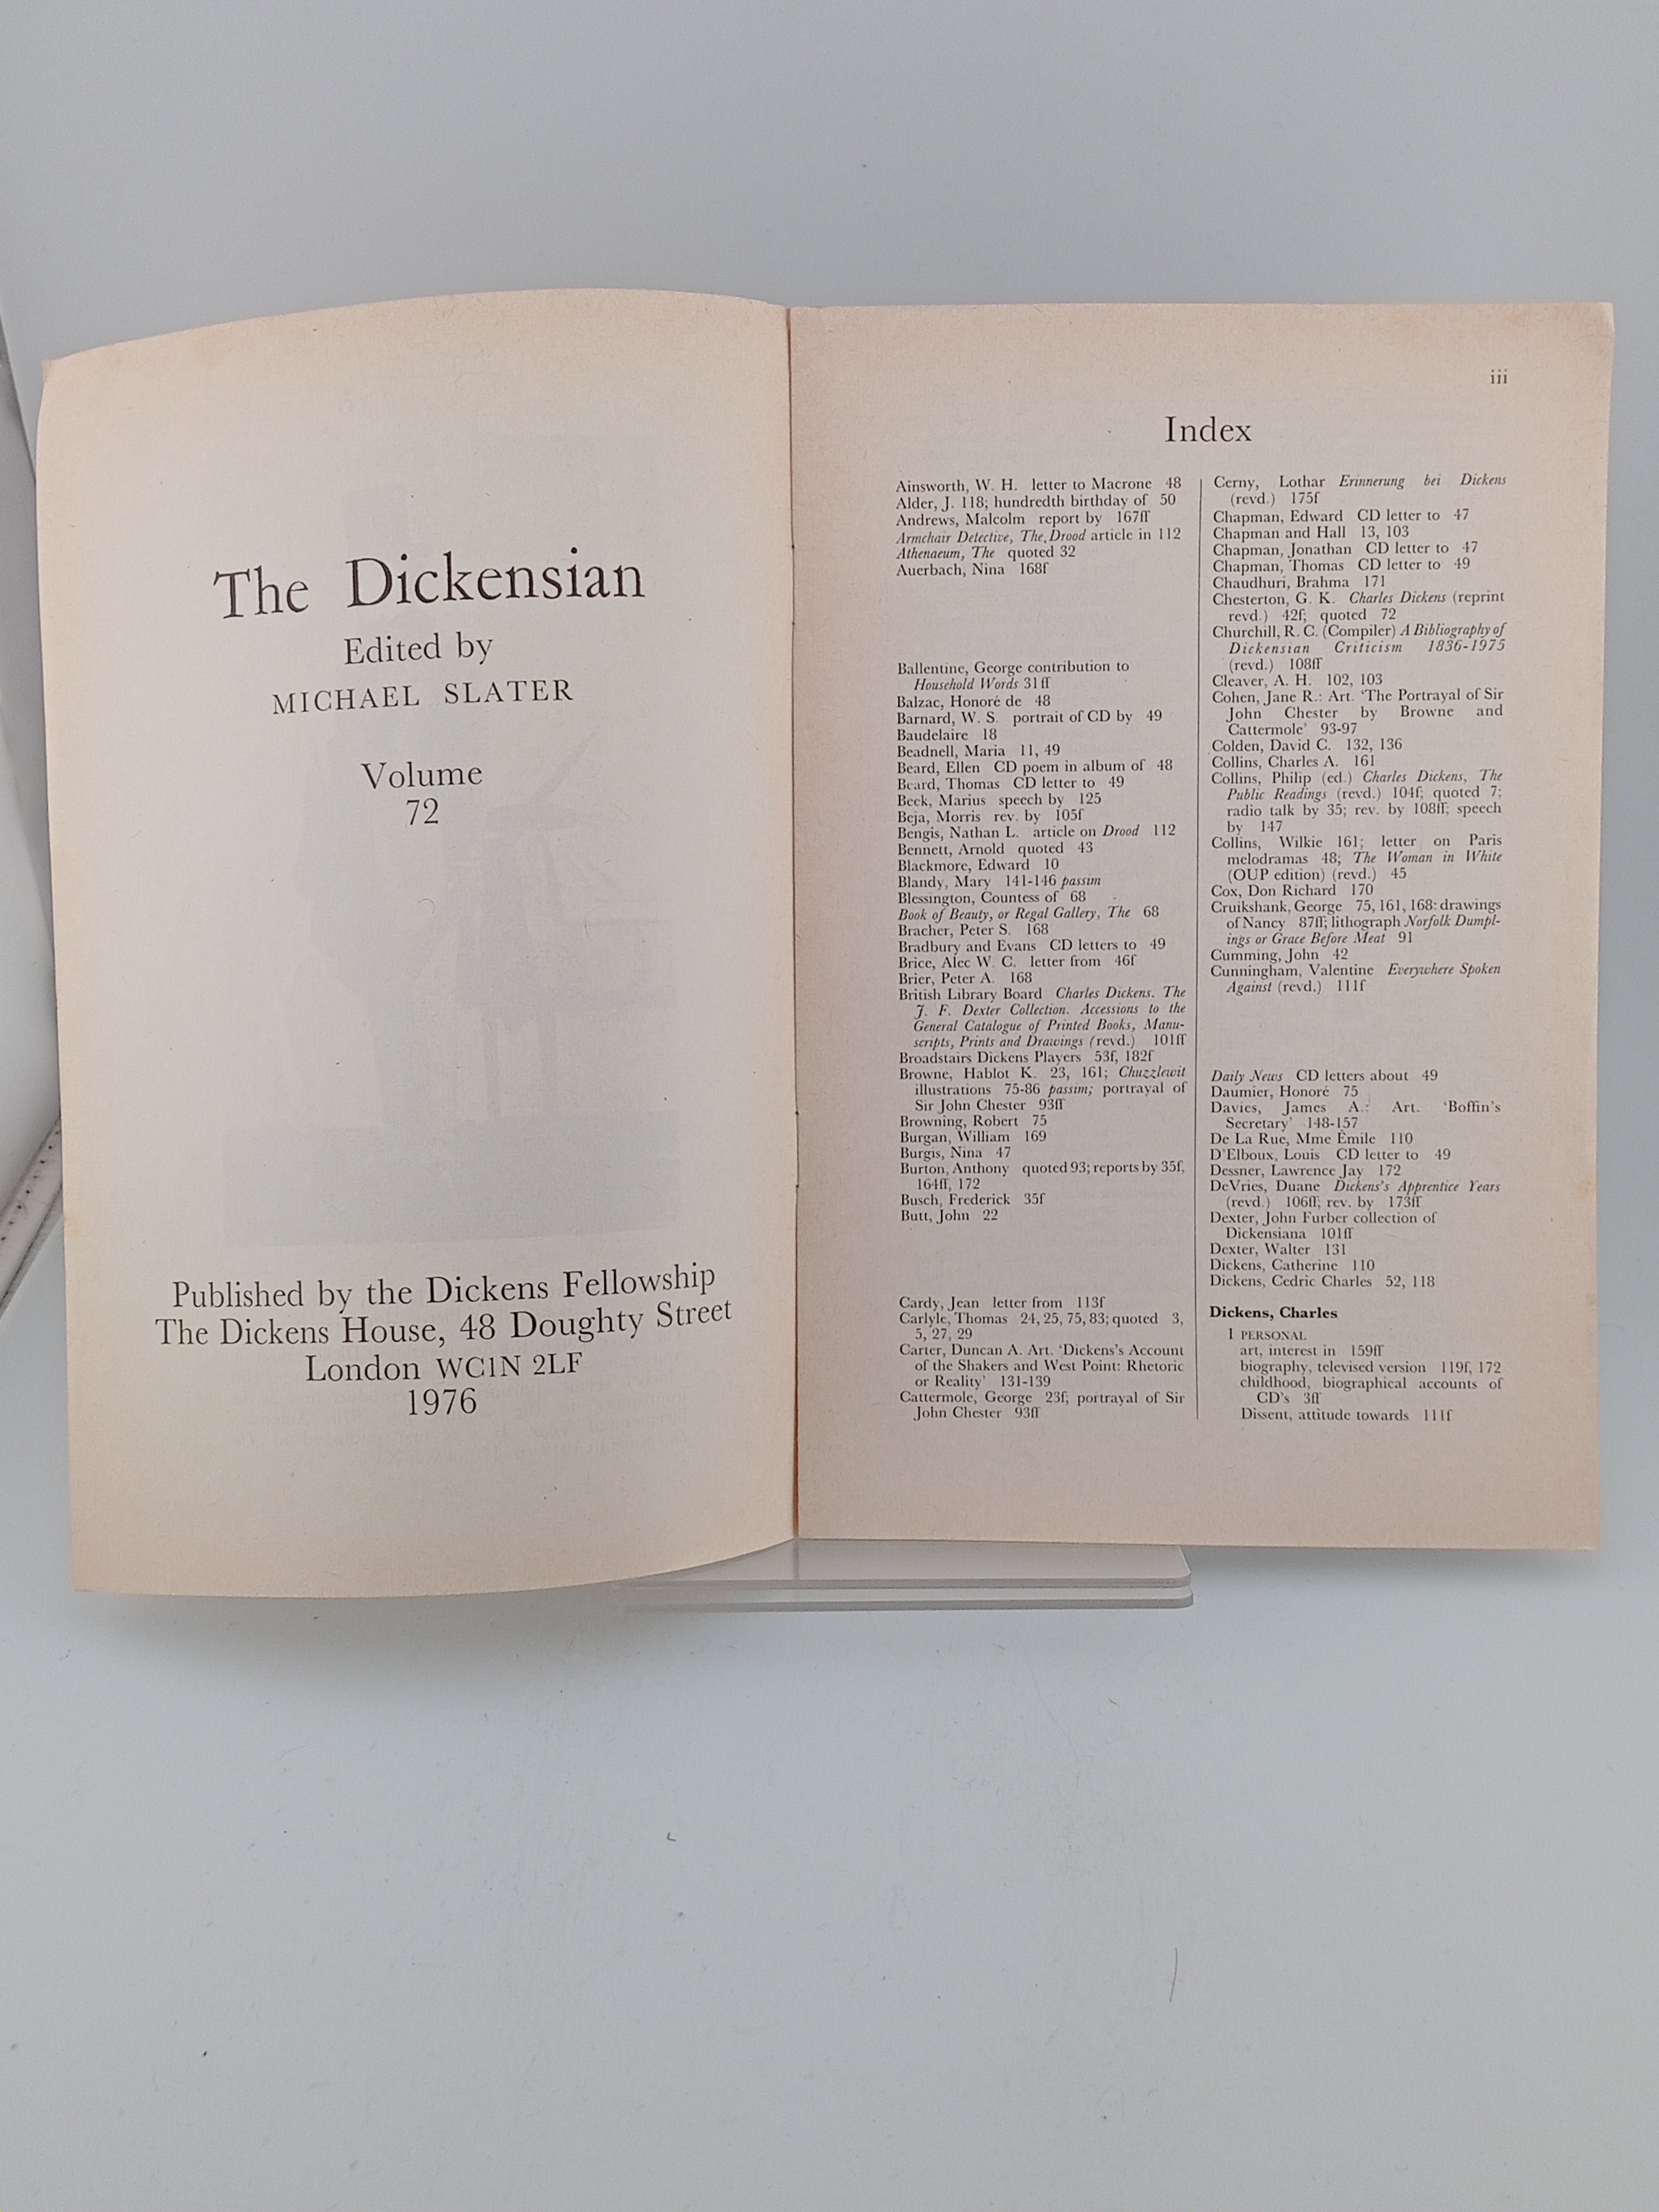 The Dickensian
Edited by
MICHAEL SLATER
Volume
72
Published by the Dickens Fellowship
The Dickens House, 48 Doughty Street
London WC1N 2LF
1976
iii
Index
Ainsworth, W. H. letter to Macrone 48
Alder, J. 118; hundredth birthday of 50
Andrews, Malcolm report by 167ff
Armchair Detective, The, Drood article in 112
Athenaeum, The quoted 32
Auerbach, Nina 168f
Ballentine, George contribution to
Household Words 31ff
Balzac, Honoré de 48
Barnard, W. S. portrait of CD by 49
Baudelaire 18
Beadnell, Maria 11, 49
Beard, Ellen CD poem in album of 48
Beard, Thomas CD letter to 49
Beck, Marius speech by 125
Beja, Morris rev. by 105f
Bengis, Nathan L. article on Drood 112
Bennett, Arnold quoted 43
Blackmore, Edward 10
Blandy, Mary 141-146 passim
Blessington, Countess of 68
Book of Beauty, or Regal Gallery, The 68
Bracher, Peter S. 168
Bradbury and Evans CD letters to 49
Brice, Alec W. C. letter from 46f
Brier, Peter A. 168
British Library Board Charles Dickens. The
J. F. Dexter Collection. Accessions to the
General Catalogue of Printed Books, Manu-
scripts, Prints and Drawings (revd.) 101ff
Broadstairs Dickens Players 53f, 182f
Browne, Hablot K. 23, 161; Chuzzlewit
illustrations 75-86 passim; portrayal of
Sir John Chester 93ff
Browning, Robert 75
Burgan, William 169
Burgis, Nina 47
Burton, Anthony quoted 93; reports by 35f,
164ff, 172
Busch, Frederick 35f
Butt, John 22
Cardy, Jean letter from 113f
Carlyle, Thomas 24, 25, 75, 83; quoted 3,
5, 27, 29
Carter, Duncan A. Art. 'Dickens's Account
of the Shakers and West Point: Rhetoric
or Reality' 131-139
Cattermole, George 23f; portrayal of Sir
John Chester 93ff
Cerny, Lothar Erinnerung bei Dickens
(revd.) 175f
Chapman, Edward CD letter to 47
Chapman and Hall 13, 103
Chapman, Jonathan CD letter to 47
Chapman, Thomas CD letter to 49
Chaudhuri, Brahma 171
Chesterton, G. K. Charles Dickens (reprint
revd.) 42f; quoted 72
Churchill, R. C. (Compiler) A Bibliography of
Dickensian Criticism 1836-1975
(revd.) 108ff
Cleaver, A. H. 102, 103
Cohen, Jane R.: Art. 'The Portrayal of Sir
John Chester by Browne and
Cattermole' 93-97
Colden, David C. 132, 136
Collins, Charles A. 161
Collins, Philip (ed.) Charles Dickens, The
Public Readings (revd.) 104f; quoted 7;
radio talk by 35; rev. by 108ff; speech
by 147
Collins, Wilkie 161; letter on Paris
melodramas 48; The Woman in White
(OUP edition) (revd.) 45
Cox, Don Richard 170
Cruikshank, George 75, 161, 168: drawings
of Nancy 87ff; lithograph Norfolk Dumpl-
ings or Grace Before Meat 91
Cumming, John 42
Cunningham, Valentine Everywhere Spoken
Against (revd.) 111f
Daily News CD letters about 49
Daumier, Honoré 75
Davies, James A.: Art. 'Boffin's
Secretary' 148-157
De La Rue, Mme Émile 110
D'Elboux, Louis CD letter to 49
Dessner, Lawrence Jay 172
DeVries, Duane Dickens's Apprentice Years
(revd.) 106ff; rev. by 173ff
Dexter, John Furber collection of
Dickensiana 101ff
Dexter, Walter 131
Dickens, Catherine 110
Dickens, Cedric Charles 52, 118
Dickens, Charles
I PERSONAL
art, interest in 159ff
biography, televised version 119f, 172
childhood, biographical accounts of
CD's 3ff
Dissent, attitude towards 111f